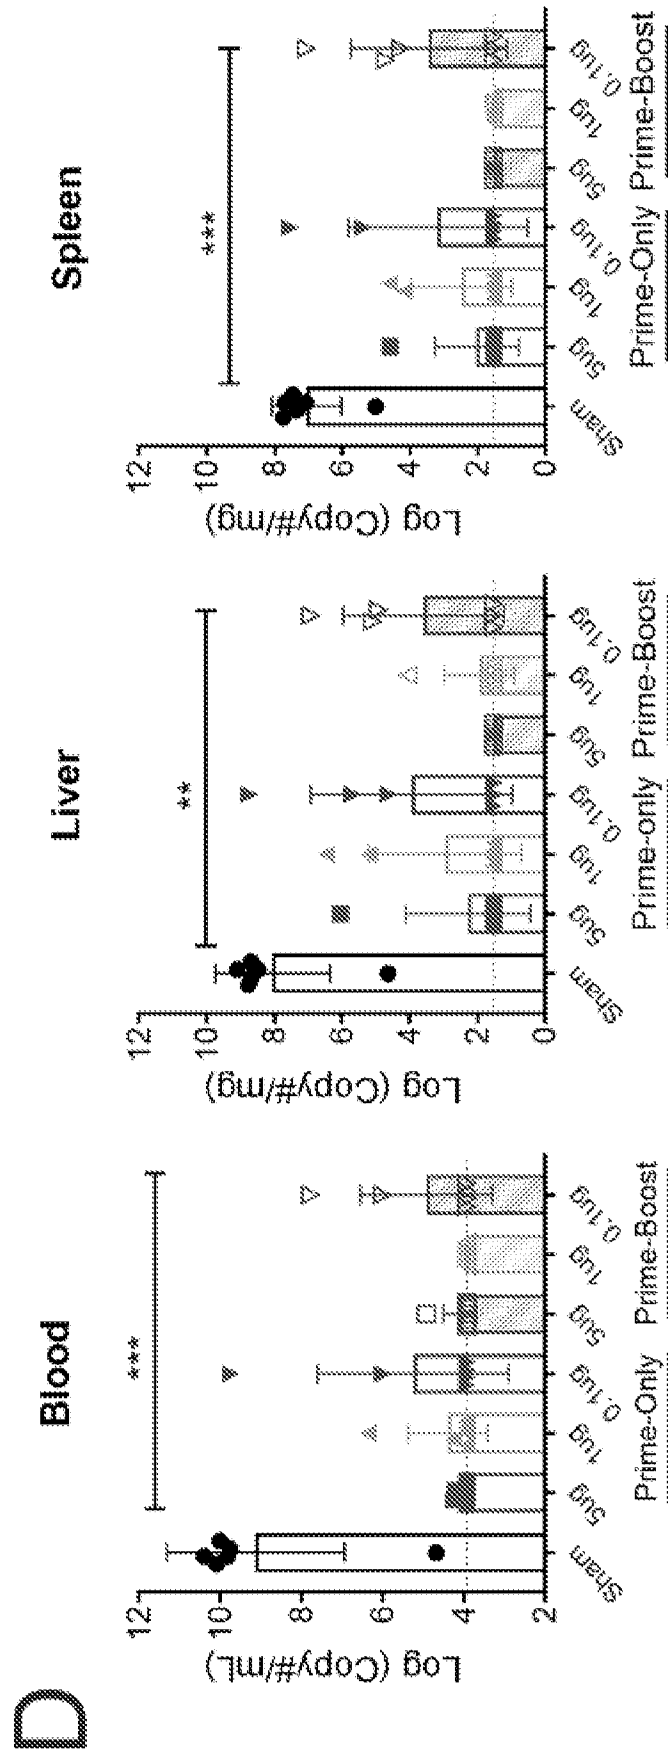 D
Blood
***
Log (Copy#/mL)
12
10
8
6
4
2
Sham
5ug
1ug
0.1ug
5ug
1ug
0.1ug
Prime-Only
Prime-Boost
Liver
**
Log (Copy#/mg)
12
10
8
6
4
2
0
Sham
5ug
1ug
0.1ug
5ug
1ug
0.1ug
Prime-only
Prime-Boost
Spleen
***
Log (Copy#/mg)
12
10
8
6
4
2
0
Sham
5ug
1ug
0.1ug
5ug
1ug
0.1ug
Prime-Only
Prime-Boost